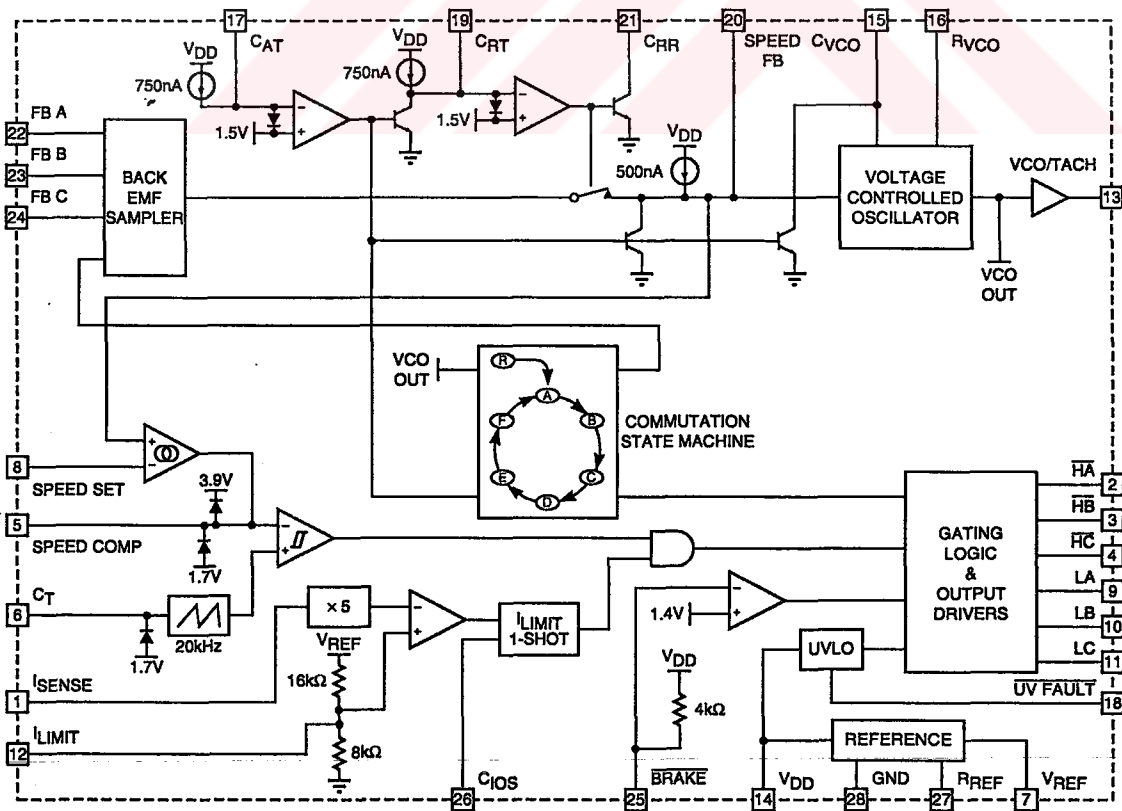 17 19 21 20 15 16
CAT CRT CRR SPEED FB CVCO RVCO
VDD VDD
750nA 750nA
1.5V 1.5V
- + - +
VDD
500nA
FB A
22
FB B
23
FB C
24
BACK
EMF
SAMPLER
VOLTAGE
CONTROLLED
OSCILLATOR
VCO/TACH
13
VCO
OUT
VCO
OUT
R
A
B
C
D
E
F
COMMUTATION
STATE MACHINE
+
-
8
SPEED SET
3.9V
5
SPEED COMP
1.7V
-
+
6
CT
1.7V
20kHz
× 5
-
+
ILIMIT
1-SHOT
VREF
16kΩ
8kΩ
1
ISENSE
12
ILIMIT
1.4V
-
+
VDD
4kΩ
UVLO
GATING
LOGIC
&
OUTPUT
DRIVERS
HA
2
HB
3
HC
4
LA
9
LB
10
LC
11
UV FAULT
18
REFERENCE
CIOS BRAKE VDD GND RREF VREF
26 25 14 28 27 7